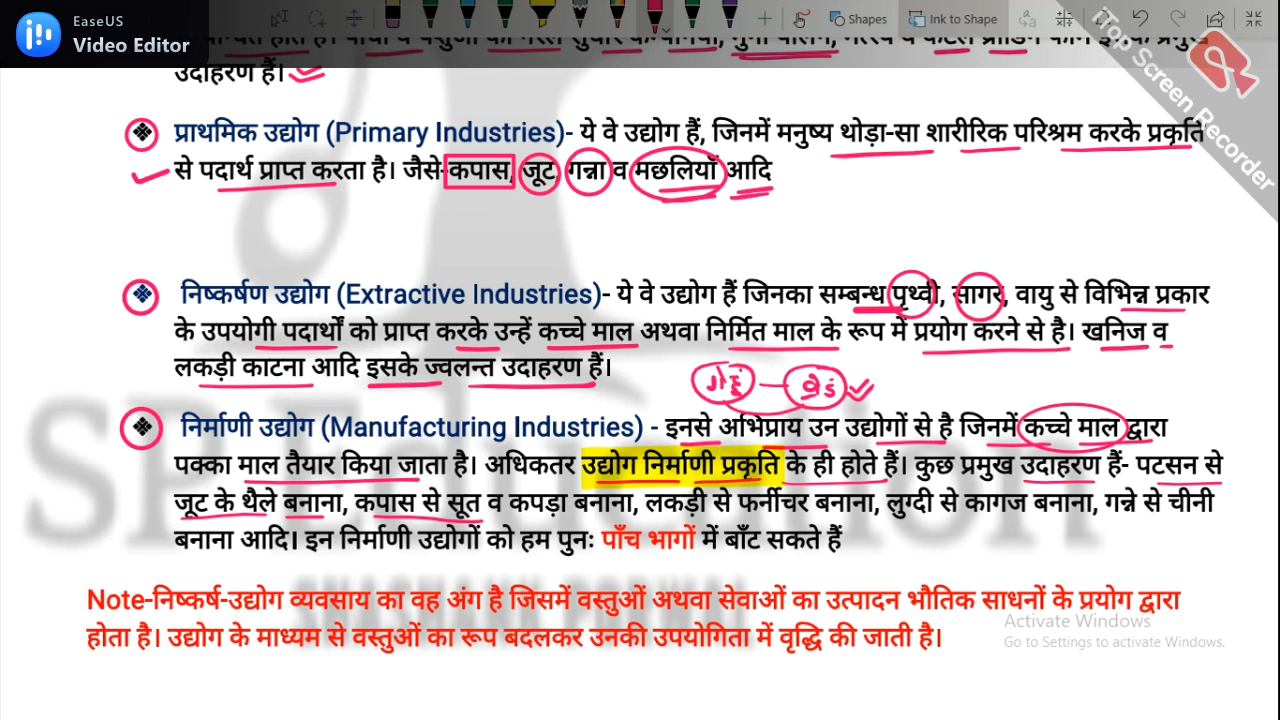 EaseUS
Video Editor
Shapes
Ink to Shape
Trop Screen Recorder
उदाहरण हैं।
❖ प्राथमिक उद्योग (Primary Industries)- ये वे उद्योग हैं, जिनमें मनुष्य थोड़ा-सा शारीरिक परिश्रम करके प्रकृति
से पदार्थ प्राप्त करता है। जैसे-कपास, जूट, गन्ना व मछलियाँ आदि
❖ निष्कर्षण उद्योग (Extractive Industries)- ये वे उद्योग हैं जिनका सम्बन्ध पृथ्वी, सागर, वायु से विभिन्न प्रकार
के उपयोगी पदार्थों को प्राप्त करके उन्हें कच्चे माल अथवा निर्मित माल के रूप में प्रयोग करने से है। खनिज व
लकड़ी काटना आदि इसके ज्वलन्त उदाहरण हैं।
❖ निर्माणी उद्योग (Manufacturing Industries) - इनसे अभिप्राय उन उद्योगों से है जिनमें कच्चे माल द्वारा
पक्का माल तैयार किया जाता है। अधिकतर उद्योग निर्माणी प्रकृति के ही होते हैं। कुछ प्रमुख उदाहरण हैं- पटसन से
जूट के थैले बनाना, कपास से सूत व कपड़ा बनाना, लकड़ी से फर्नीचर बनाना, लुग्दी से कागज बनाना, गन्ने से चीनी
बनाना आदि। इन निर्माणी उद्योगों को हम पुनः पाँच भागों में बाँट सकते हैं
Note-निष्कर्ष-उद्योग व्यवसाय का वह अंग है जिसमें वस्तुओं अथवा सेवाओं का उत्पादन भौतिक साधनों के प्रयोग द्वारा
होता है। उद्योग के माध्यम से वस्तुओं का रूप बदलकर उनकी उपयोगिता में वृद्धि की जाती है।
Activate Windows
Go to Settings to activate Windows.